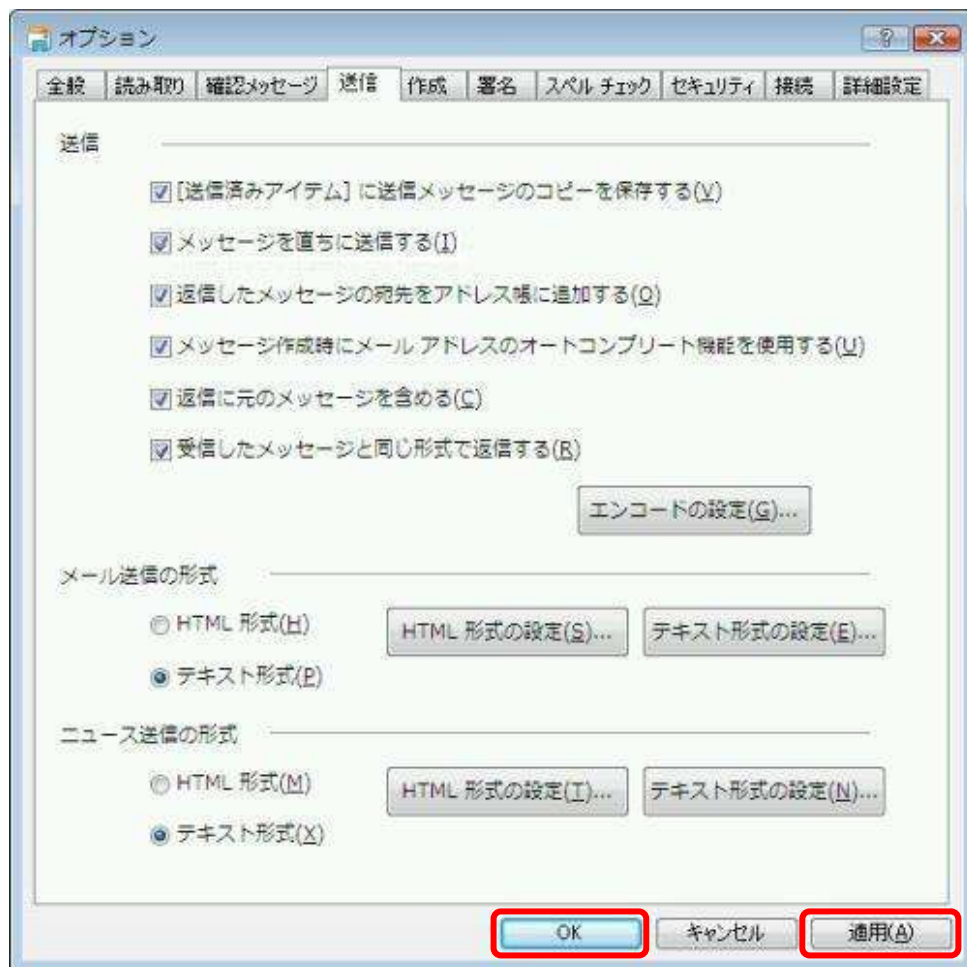 オプション
全般 読み取り 確認メッセージ 送信 作成 署名 スペル チェック セキュリティ 接続 詳細設定
送信
[送信済みアイテム] に送信メッセージのコピーを保存する(V)
メッセージを直ちに送信する(I)
返信したメッセージの宛先をアドレス帳に追加する(O)
メッセージ作成時にメール アドレスのオートコンプリート機能を使用する(U)
返信に元のメッセージを含める(C)
受信したメッセージと同じ形式で返信する(R)
エンコードの設定(G)...
メール送信の形式
HTML 形式(H) HTML 形式の設定(S)... テキスト形式の設定(E)...
テキスト形式(P)
ニュース送信の形式
HTML 形式(M) HTML 形式の設定(T)... テキスト形式の設定(N)...
テキスト形式(X)
OK キャンセル 適用(A)